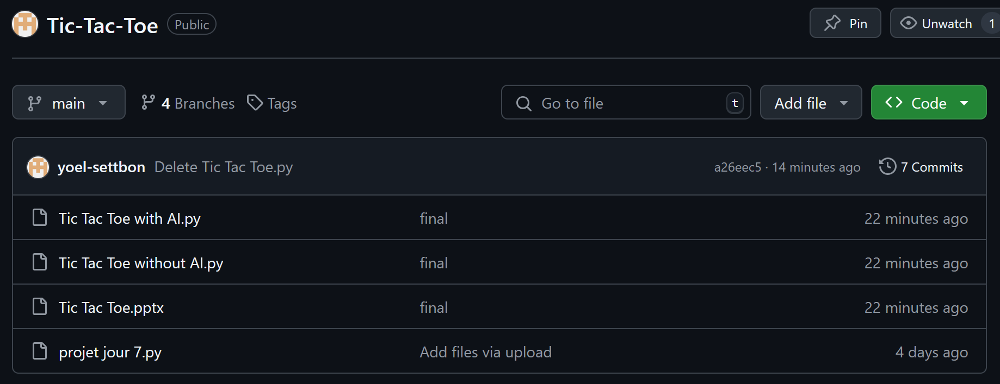 Tic-Tac-Toe Public Pin Unwatch 1
main 4 Branches Tags Go to file t Add file Code
yoel-settbon Delete Tic Tac Toe.py a26eec5 · 14 minutes ago 7 Commits
Tic Tac Toe with AI.py final 22 minutes ago
Tic Tac Toe without AI.py final 22 minutes ago
Tic Tac Toe.pptx final 22 minutes ago
projet jour 7.py Add files via upload 4 days ago